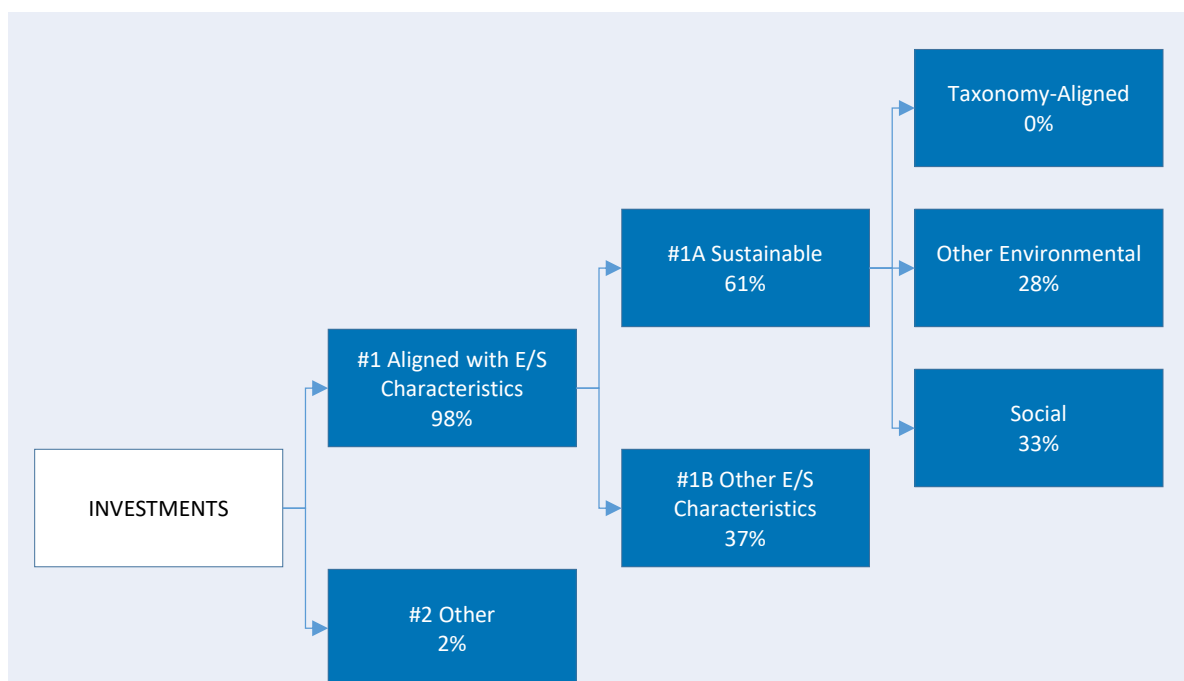 INVESTMENTS
#1 Aligned with E/S
Characteristics
98%
#2 Other
2%
#1A Sustainable
61%
#1B Other E/S
Characteristics
37%
Taxonomy-Aligned
0%
Other Environmental
28%
Social
33%